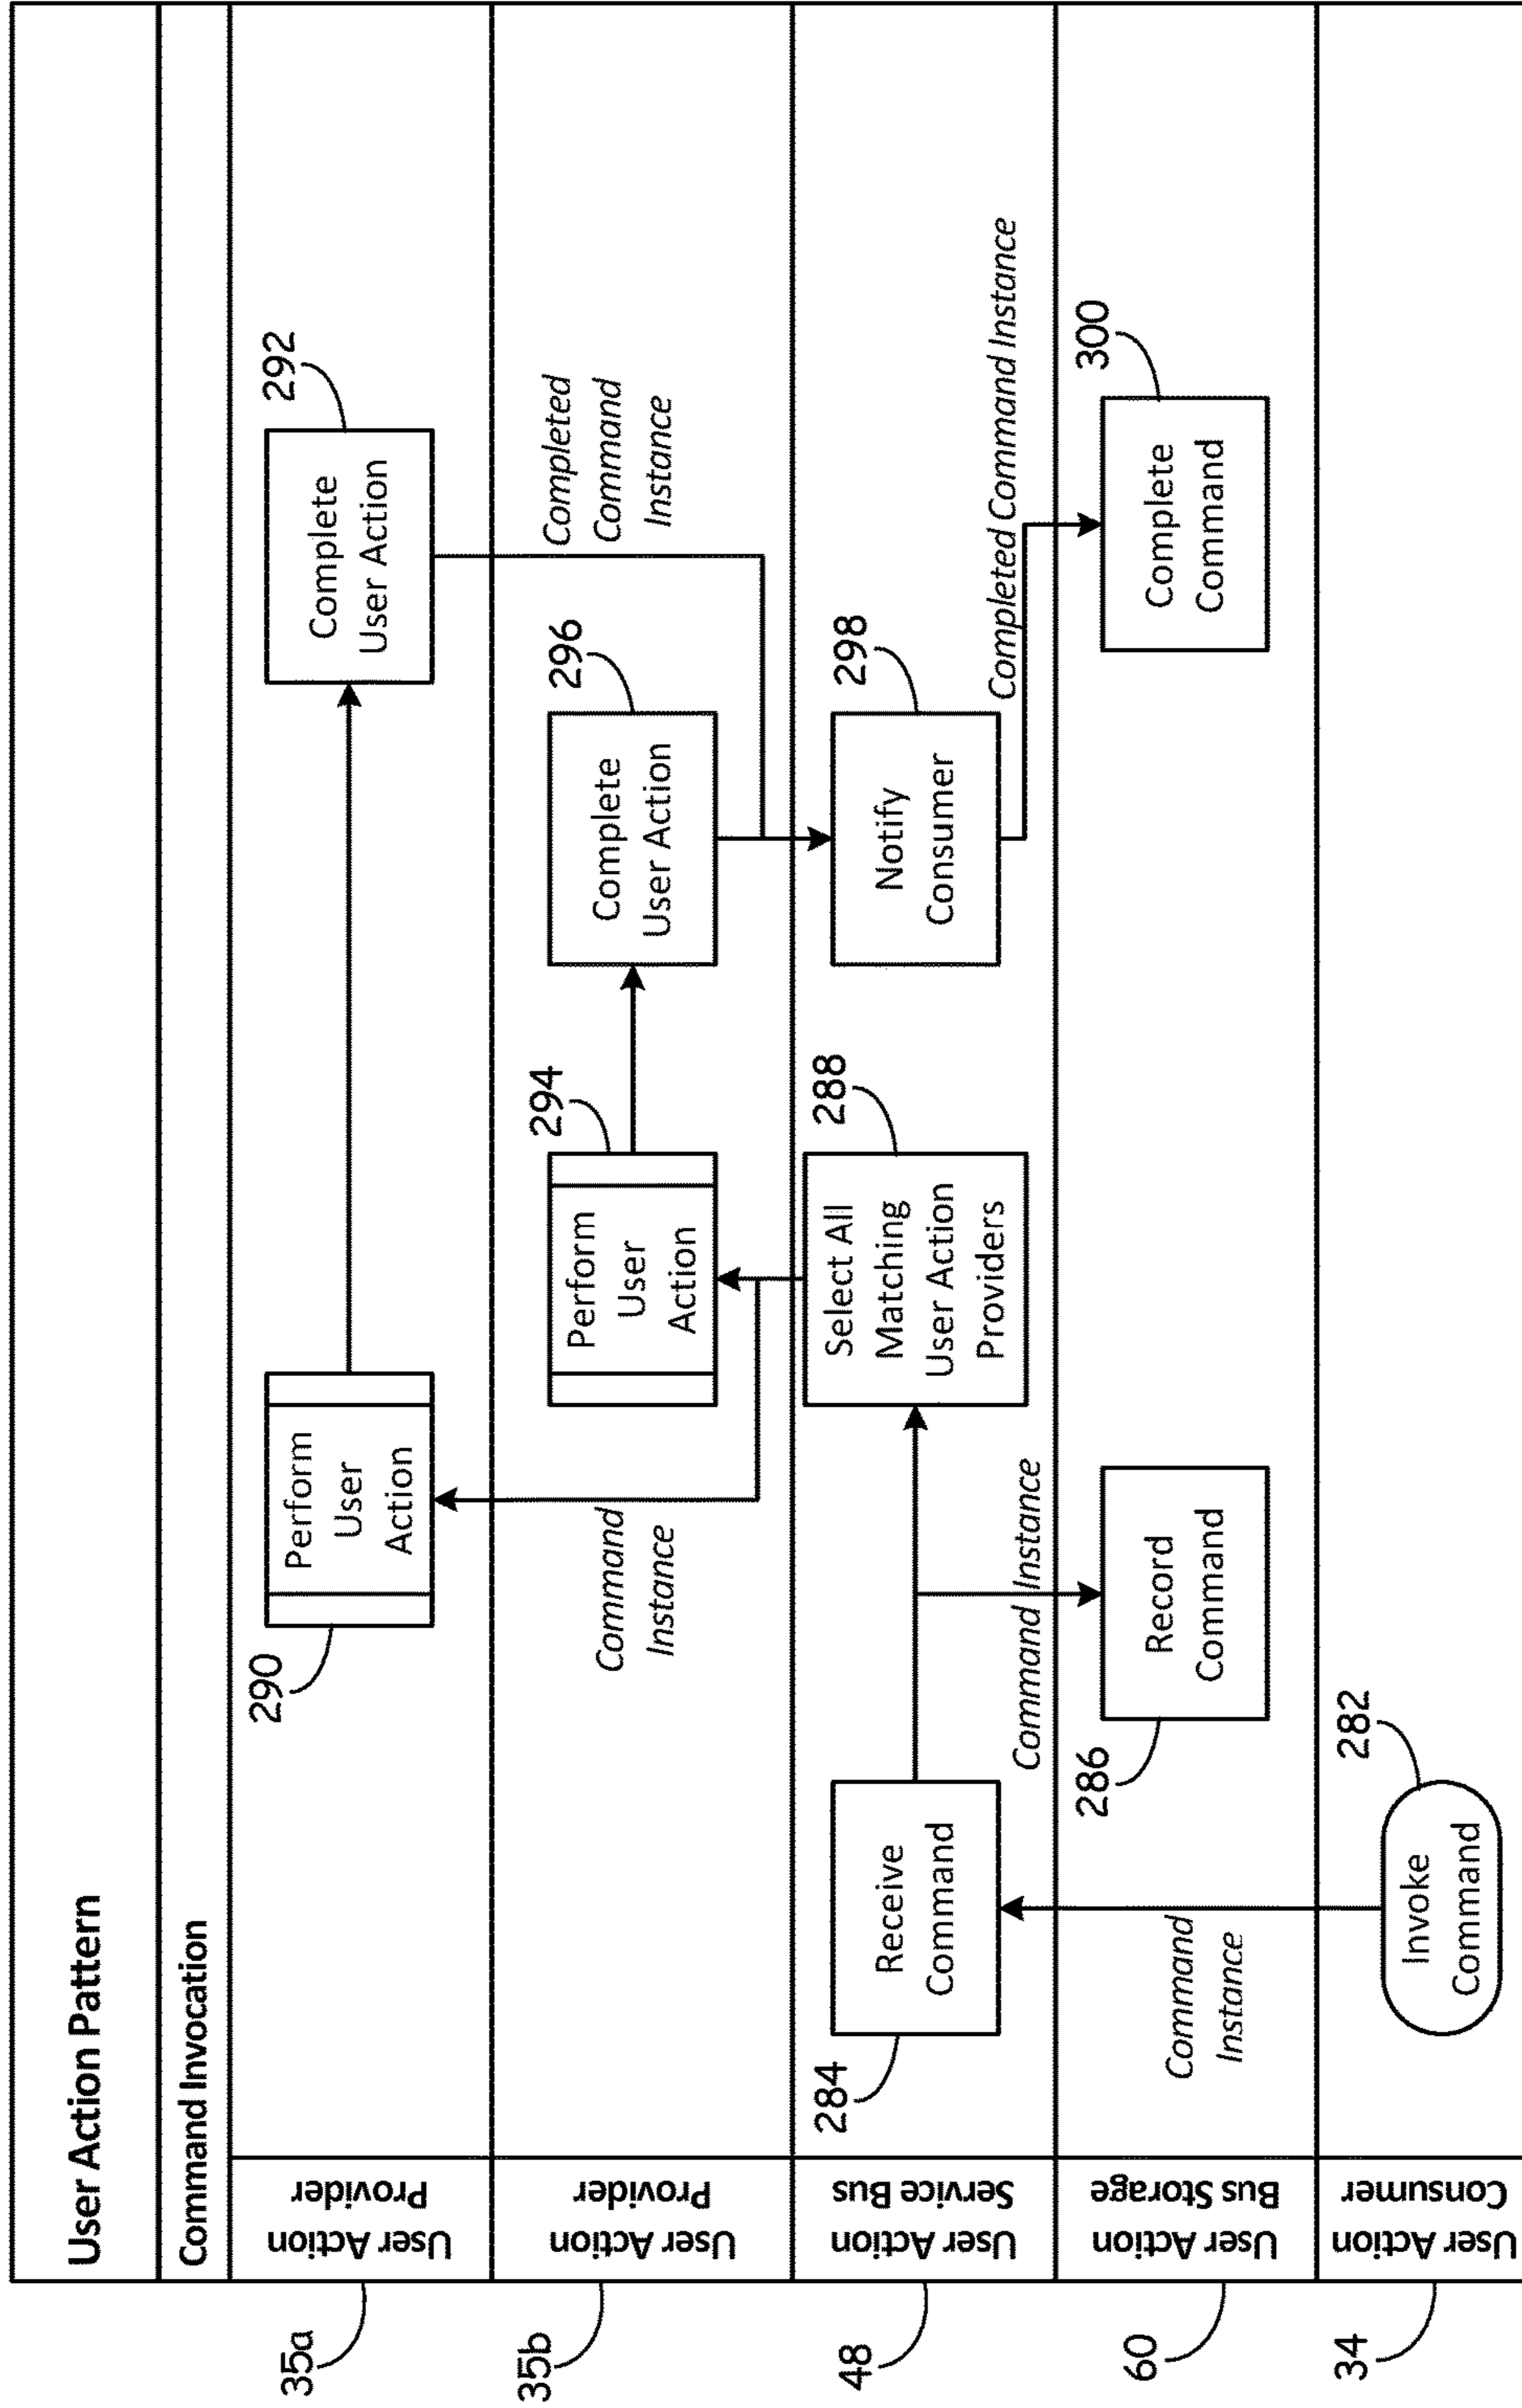 User Action Pattern
Command Invocation
35a
User Action
Provider
290
Perform
User
Action
292
Complete
User Action
35b
User Action
Provider
Command
Instance
294
Perform
User
Action
296
Complete
User Action
Completed
Command
Instance
48
User Action
Service Bus
284
Receive
Command
288
Select All
Matching
User Action
Providers
298
Notify
Consumer
Command Instance
Completed Command Instance
60
User Action
Bus Storage
Command
Instance
286
Record
Command
300
Complete
Command
34
User Action
Consumer
282
Invoke
Command